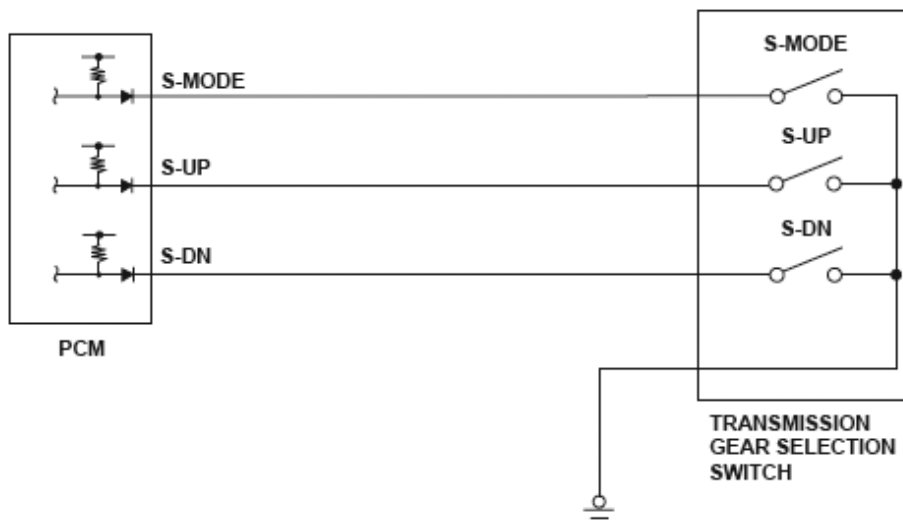 S-MODE
S-MODE
S-UP
S-UP
S-DN
S-DN
PCM
TRANSMISSION
GEAR SELECTION
SWITCH